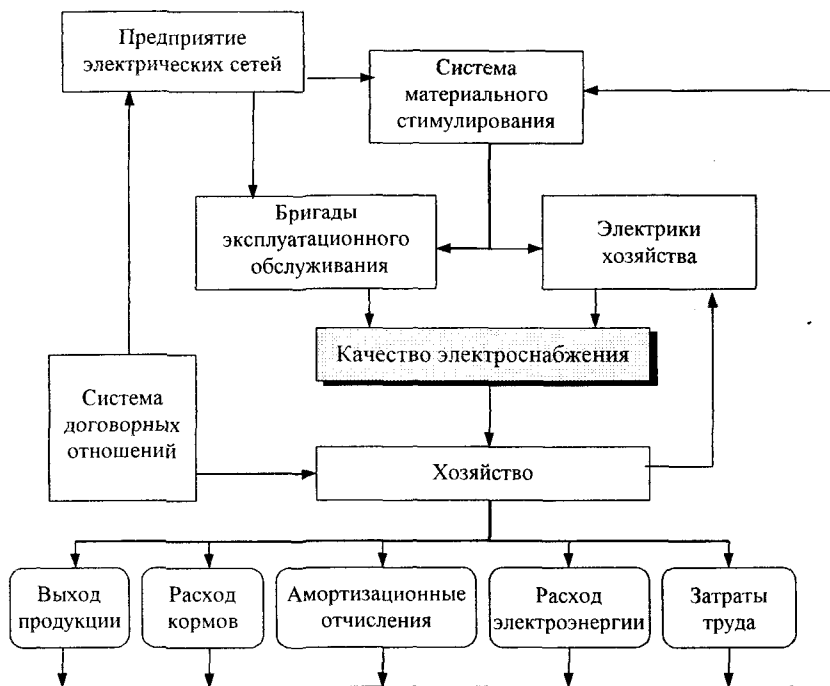 Предприятие
электрических сетей
Система
материального
стимулирования
Бригады
эксплуатационного
обслуживания
Электрики
хозяйства
Качество электроснабжения
Система
договорных
отношений
Хозяйство
Выход
продукции
Расход
кормов
Амортизационные
отчисления
Расход
электроэнергии
Затраты
труда